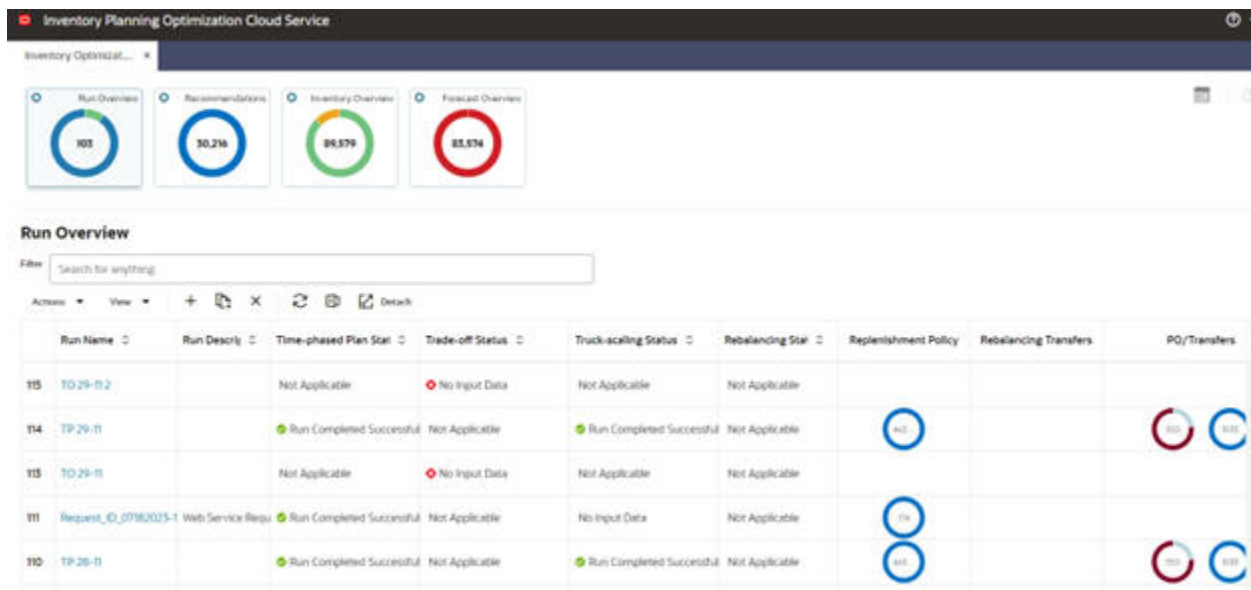 Inventory Planning Optimization Cloud Service
Inventory Optimizat... ×
Run Overview
103
Recommendations
30,216
Inventory Overview
89,579
Forecast Overview
83,574
Run Overview
Filter Search for anything
Actions View Detach
Run Name Run Descrip Time-phased Plan Stat Trade-off Status Truck-scaling Status Rebalancing Stat Replenishment Policy Rebalancing Transfers PO/Transfers
115 TO 29-11 2 Not Applicable No Input Data Not Applicable Not Applicable
114 TP 29-11 Run Completed Successful Not Applicable Run Completed Successful Not Applicable
113 TO 29-11 Not Applicable No Input Data Not Applicable Not Applicable
111 Request_ID_07182023-1 Web Service Requ Run Completed Successful Not Applicable No Input Data Not Applicable
110 TP 28-11 Run Completed Successful Not Applicable Run Completed Successful Not Applicable